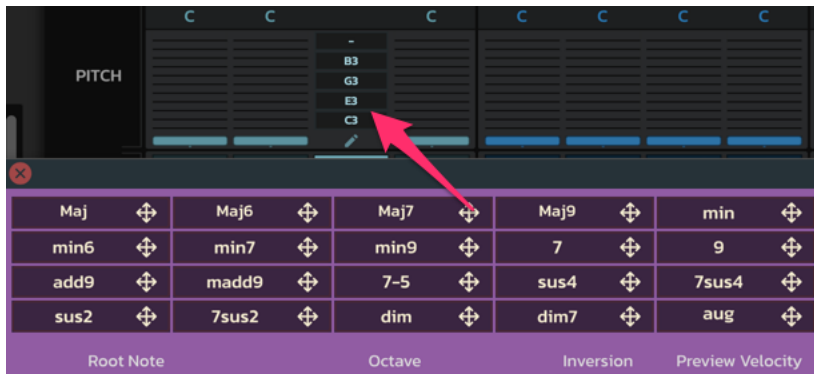 C C C C C C C
-
B3
PITCH
G3
E3
C3
Maj Maj6 Maj7 Maj9 min
min6 min7 min9 7 9
add9 madd9 7-5 sus4 7sus4
sus2 7sus2 dim dim7 aug
Root Note Octave Inversion Preview Velocity